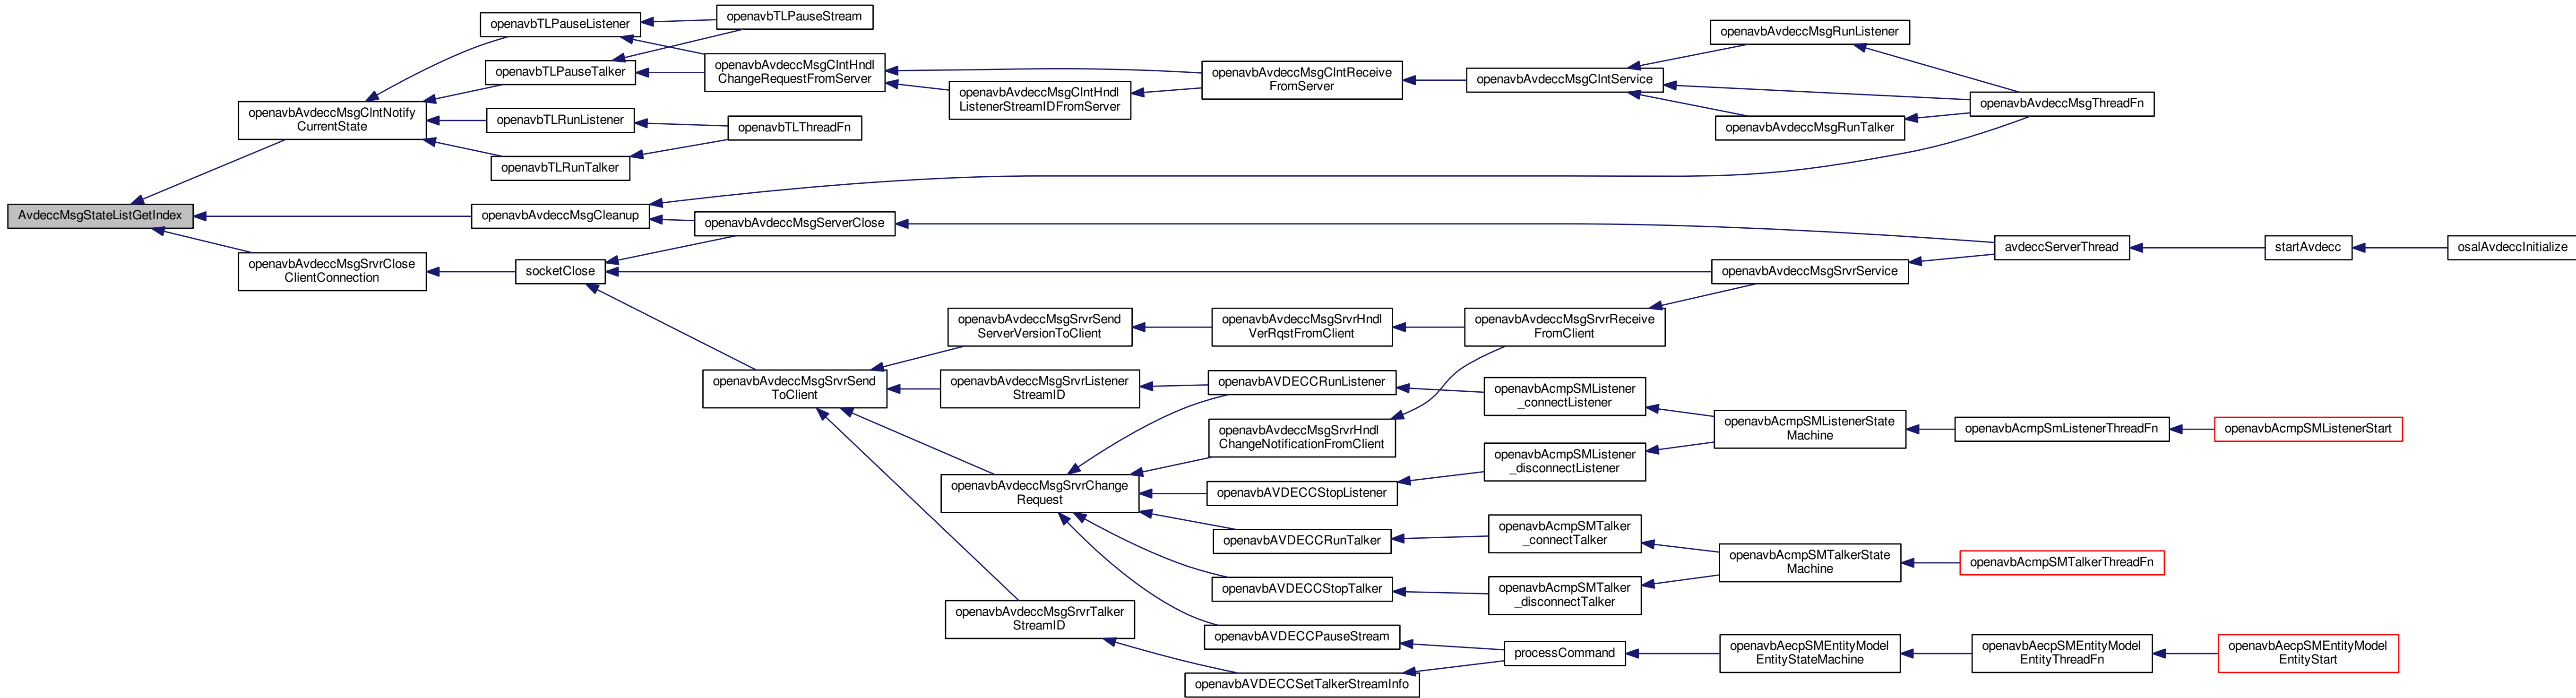 AvdeccMsgStateListGetIndex
openavbAvdeccMsgClntNotify
CurrentState
openavbAvdeccMsgCleanup
openavbAvdeccMsgSrvrClose
ClientConnection
openavbTLPauseListener
openavbTLPauseTalker
openavbTLRunListener
openavbTLRunTalker
socketClose
openavbTLPauseStream
openavbAvdeccMsgClntHndl
ChangeRequestFromServer
openavbTLThreadFn
openavbAvdeccMsgServerClose
openavbAvdeccMsgSrvrSend
ToClient
openavbAvdeccMsgClntHndl
ListenerStreamIDFromServer
openavbAvdeccMsgSrvrSend
ServerVersionToClient
openavbAvdeccMsgSrvrListener
StreamID
openavbAvdeccMsgSrvrChange
Request
openavbAvdeccMsgSrvrTalker
StreamID
openavbAvdeccMsgClntReceive
FromServer
openavbAvdeccMsgSrvrHndl
VerRqstFromClient
openavbAVDECCRunListener
openavbAvdeccMsgSrvrHndl
ChangeNotificationFromClient
openavbAVDECCStopListener
openavbAVDECCRunTalker
openavbAVDECCStopTalker
openavbAVDECCPauseStream
openavbAVDECCSetTalkerStreamInfo
openavbAvdeccMsgClntService
openavbAvdeccMsgSrvrReceive
FromClient
openavbAcmpSMListener
_connectListener
openavbAcmpSMListener
_disconnectListener
openavbAcmpSMTalker
_connectTalker
openavbAcmpSMTalker
_disconnectTalker
processCommand
openavbAvdeccMsgRunListener
openavbAvdeccMsgRunTalker
openavbAvdeccMsgSrvrService
openavbAcmpSMListenerState
Machine
openavbAcmpSMTalkerState
Machine
openavbAecpSMEntityModel
EntityStateMachine
openavbAvdeccMsgThreadFn
avdeccServerThread
openavbAcmpSmListenerThreadFn
openavbAcmpSMTalkerThreadFn
openavbAecpSMEntityModel
EntityThreadFn
startAvdecc
openavbAcmpSMListenerStart
openavbAecpSMEntityModel
EntityStart
osalAvdeccInitialize